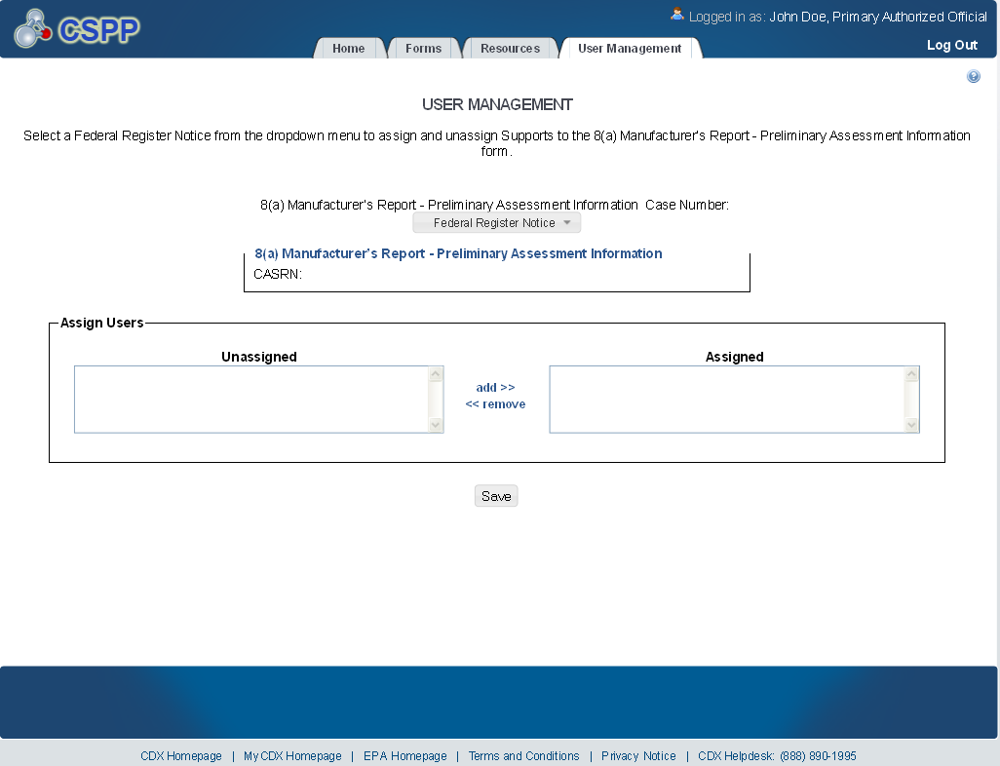 CSPP
Logged in as: John Doe, Primary Authorized Official
Log Out
Home
Forms
Resources
User Management
USER MANAGEMENT
Select a Federal Register Notice from the dropdown menu to assign and unassign Supports to the 8(a) Manufacturer's Report - Preliminary Assessment Information
form.
8(a) Manufacturer's Report - Preliminary Assessment Information Case Number:
Federal Register Notice
8(a) Manufacturer's Report - Preliminary Assessment Information
CASRN:
Assign Users
Unassigned
Assigned
add >>
<< remove
Save
CDX Homepage | MyCDX Homepage | EPA Homepage | Terms and Conditions | Privacy Notice | CDX Helpdesk: (888) 890-1995